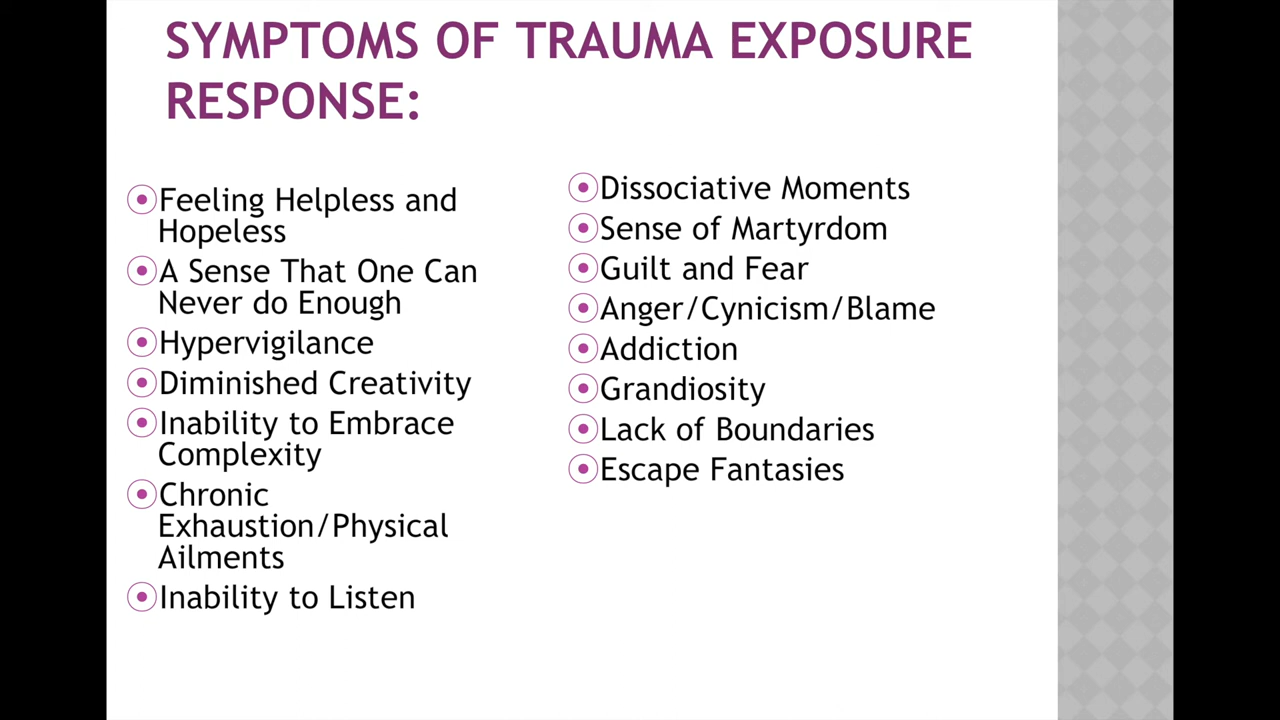 SYMPTOMS OF TRAUMA EXPOSURE
RESPONSE:
Feeling Helpless and
Hopeless
A Sense That One Can
Never do Enough
Hypervigilance
Diminished Creativity
Inability to Embrace
Complexity
Chronic
Exhaustion/Physical
Ailments
Inability to Listen
Dissociative Moments
Sense of Martyrdom
Guilt and Fear
Anger/Cynicism/Blame
Addiction
Grandiosity
Lack of Boundaries
Escape Fantasies